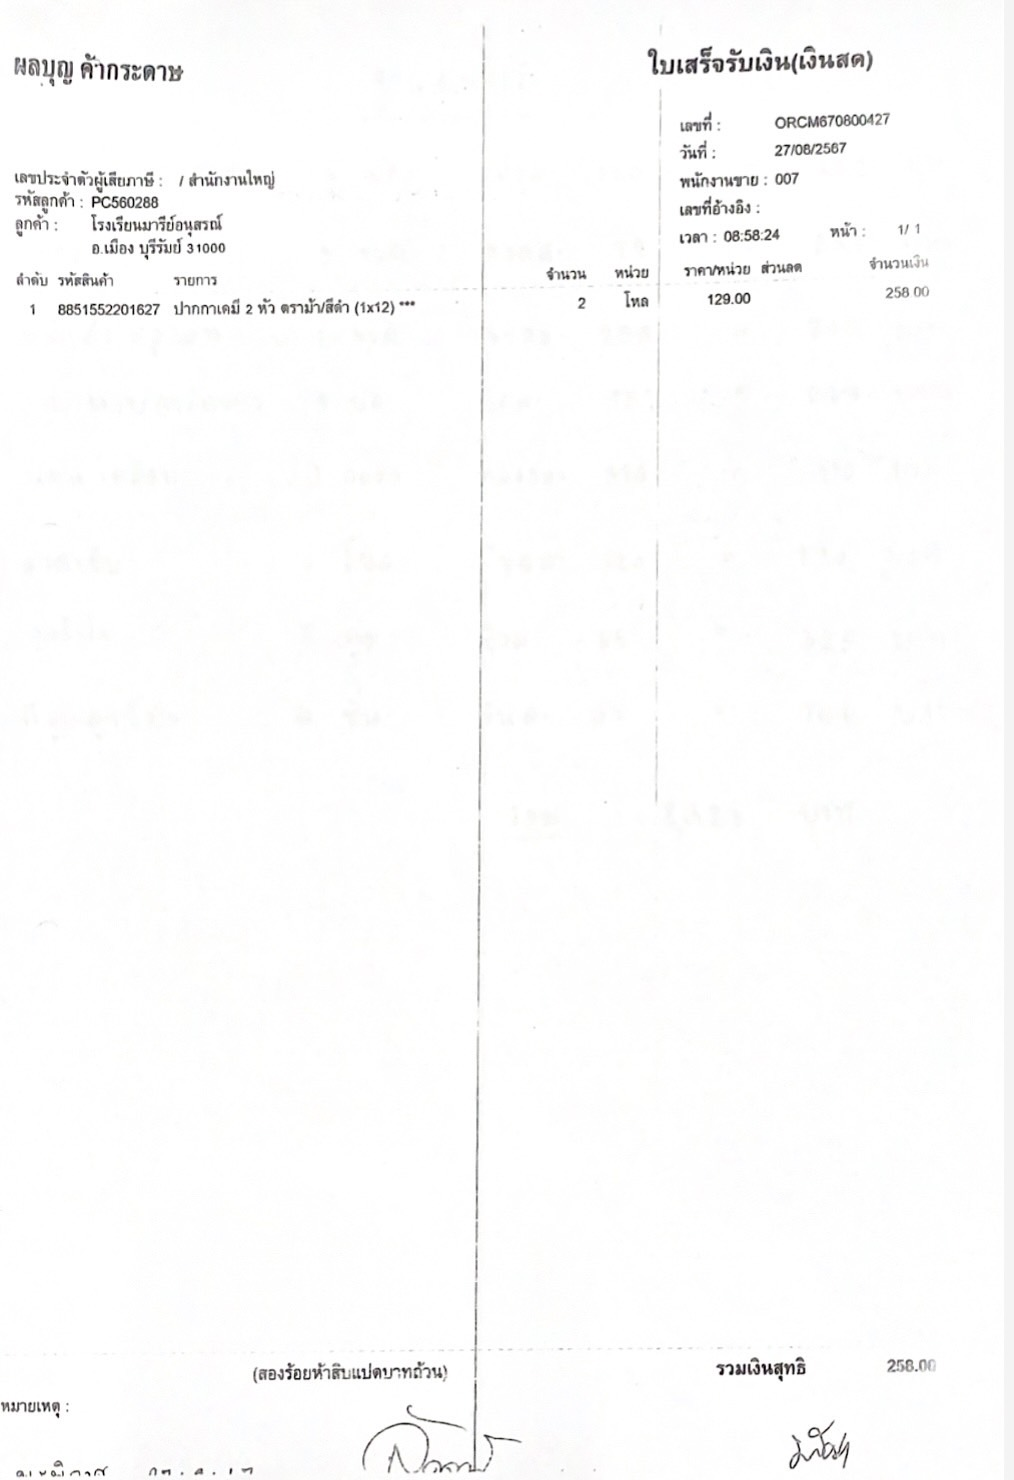 ผลบุญ ค้ากระดาษ
ใบเสร็จรับเงิน(เงินสด)
เลขที่ : ORCM670800427
วันที่ : 27/08/2567
เลขประจำตัวผู้เสียภาษี : / สำนักงานใหญ่
พนักงานขาย : 007
รหัสลูกค้า : PC560288
เลขที่อ้างอิง :
ลูกค้า : โรงเรียนมารีย์อนุสรณ์
เวลา : 08:58:24 หน้า : 1/ 1
อ.เมือง บุรีรัมย์ 31000
ลำดับ รหัสสินค้า รายการ จำนวน หน่วย ราคา/หน่วย ส่วนลด จำนวนเงิน
1 8851552201627 ปากกาเคมี 2 หัว ตราม้า/สีดำ (1x12) *** 2 โหล 129.00 258.00
(สองร้อยห้าสิบแปดบาทถ้วน) รวมเงินสุทธิ 258.00
หมายเหตุ :